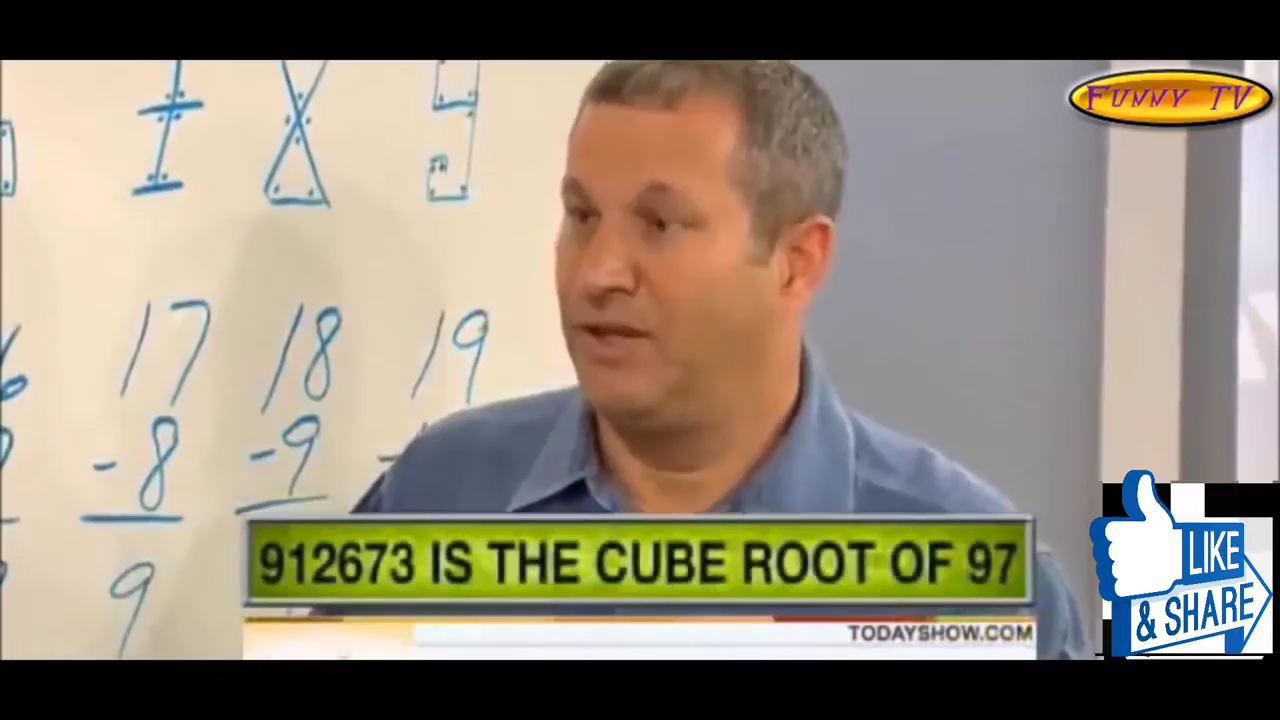 FUNNY TV
17 18 19
-8 -9 -
9
912673 IS THE CUBE ROOT OF 97
TODAYSHOW.COM
LIKE
& SHARE